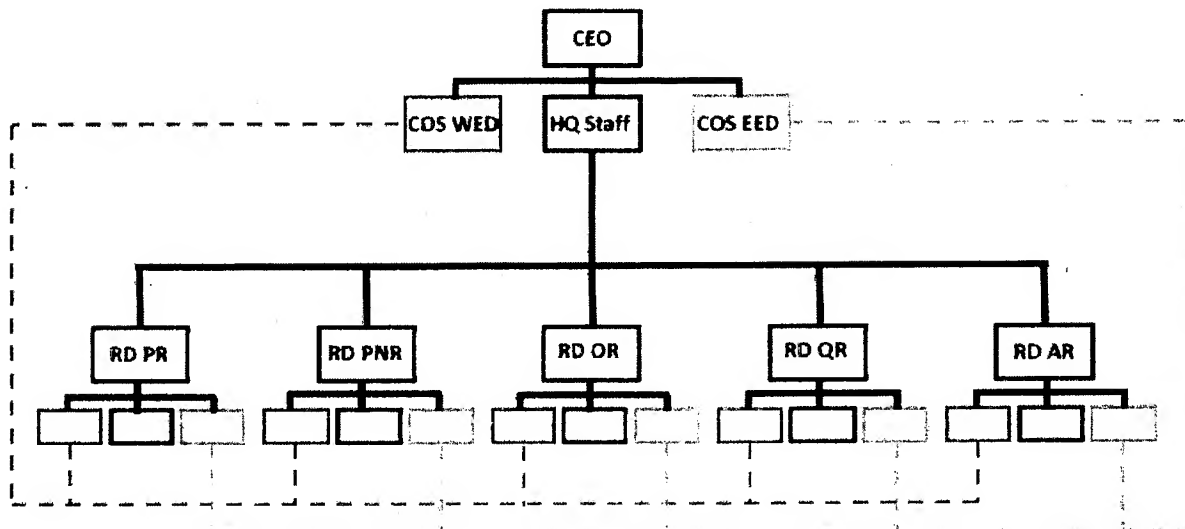 CEO
COS WED
HQ Staff
COS EED
RD PR
RD PNR
RD OR
RD QR
RD AR